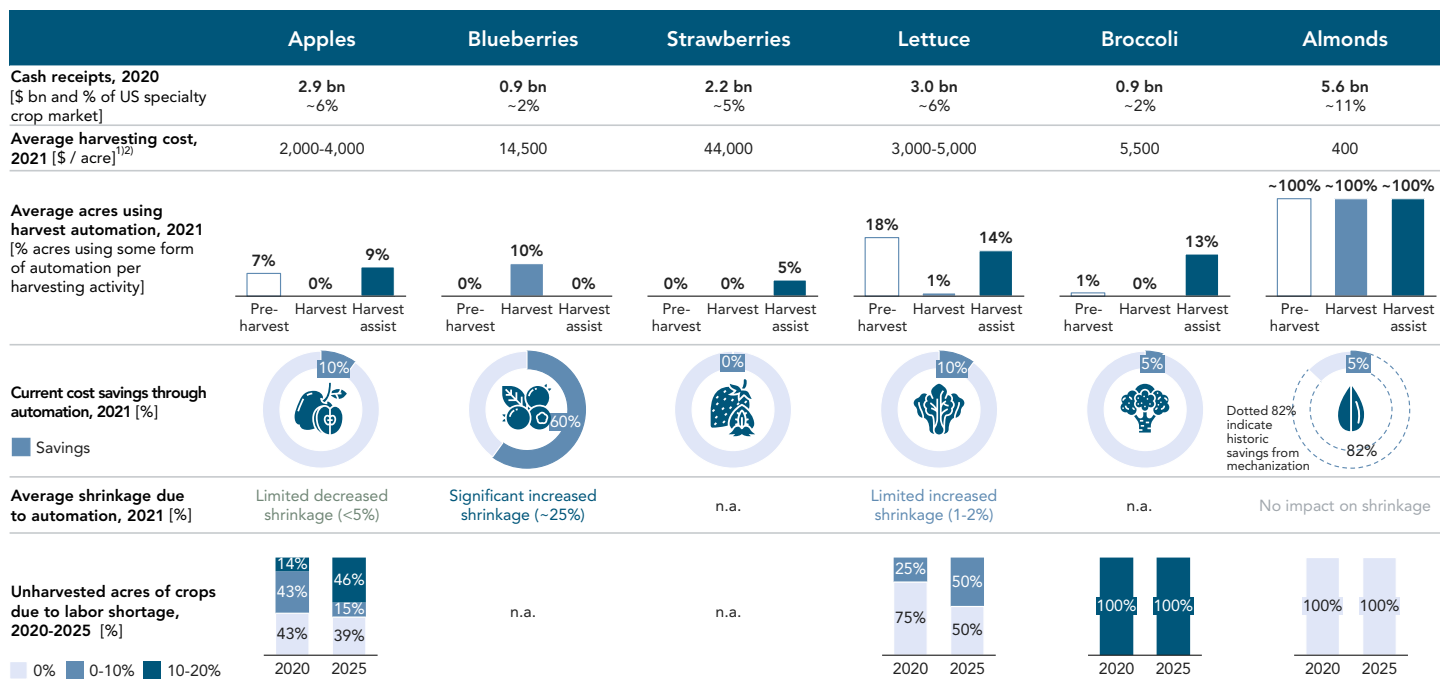 Apples Blueberries Strawberries Lettuce Broccoli Almonds
Cash receipts, 2020
[$ bn and % of US specialty
crop market]
2.9 bn 0.9 bn 2.2 bn 3.0 bn 0.9 bn 5.6 bn
~6% ~2% ~5% ~6% ~2% ~11%
Average harvesting cost,
2021 [$ / acre]1)2)
2,000-4,000 14,500 44,000 3,000-5,000 5,500 400
Average acres using
harvest automation, 2021
[% acres using some form
of automation per
harvesting activity]
7% 0% 9%
Pre-
harvest Harvest Harvest
assist
0% 10% 0%
Pre-
harvest Harvest Harvest
assist
0% 0% 5%
Pre-
harvest Harvest Harvest
assist
18% 1% 14%
Pre-
harvest Harvest Harvest
assist
1% 0% 13%
Pre-
harvest Harvest Harvest
assist
~100% ~100% ~100%
Pre-
harvest Harvest Harvest
assist
Current cost savings through
automation, 2021 [%]
Savings
10%
60%
0%
10%
5%
5%
82%
Dotted 82%
indicate
historic
savings from
mechanization
Average shrinkage due
to automation, 2021 [%]
Limited decreased
shrinkage (<5%)
Significant increased
shrinkage (~25%)
n.a.
Limited increased
shrinkage (1-2%)
n.a.
No impact on shrinkage
Unharvested acres of crops
due to labor shortage,
2020-2025 [%]
0% 0-10% 10-20%
14% 46%
43% 15%
43% 39%
2020 2025
n.a.
n.a.
25% 50%
75% 50%
2020 2025
100% 100%
2020 2025
100% 100%
2020 2025